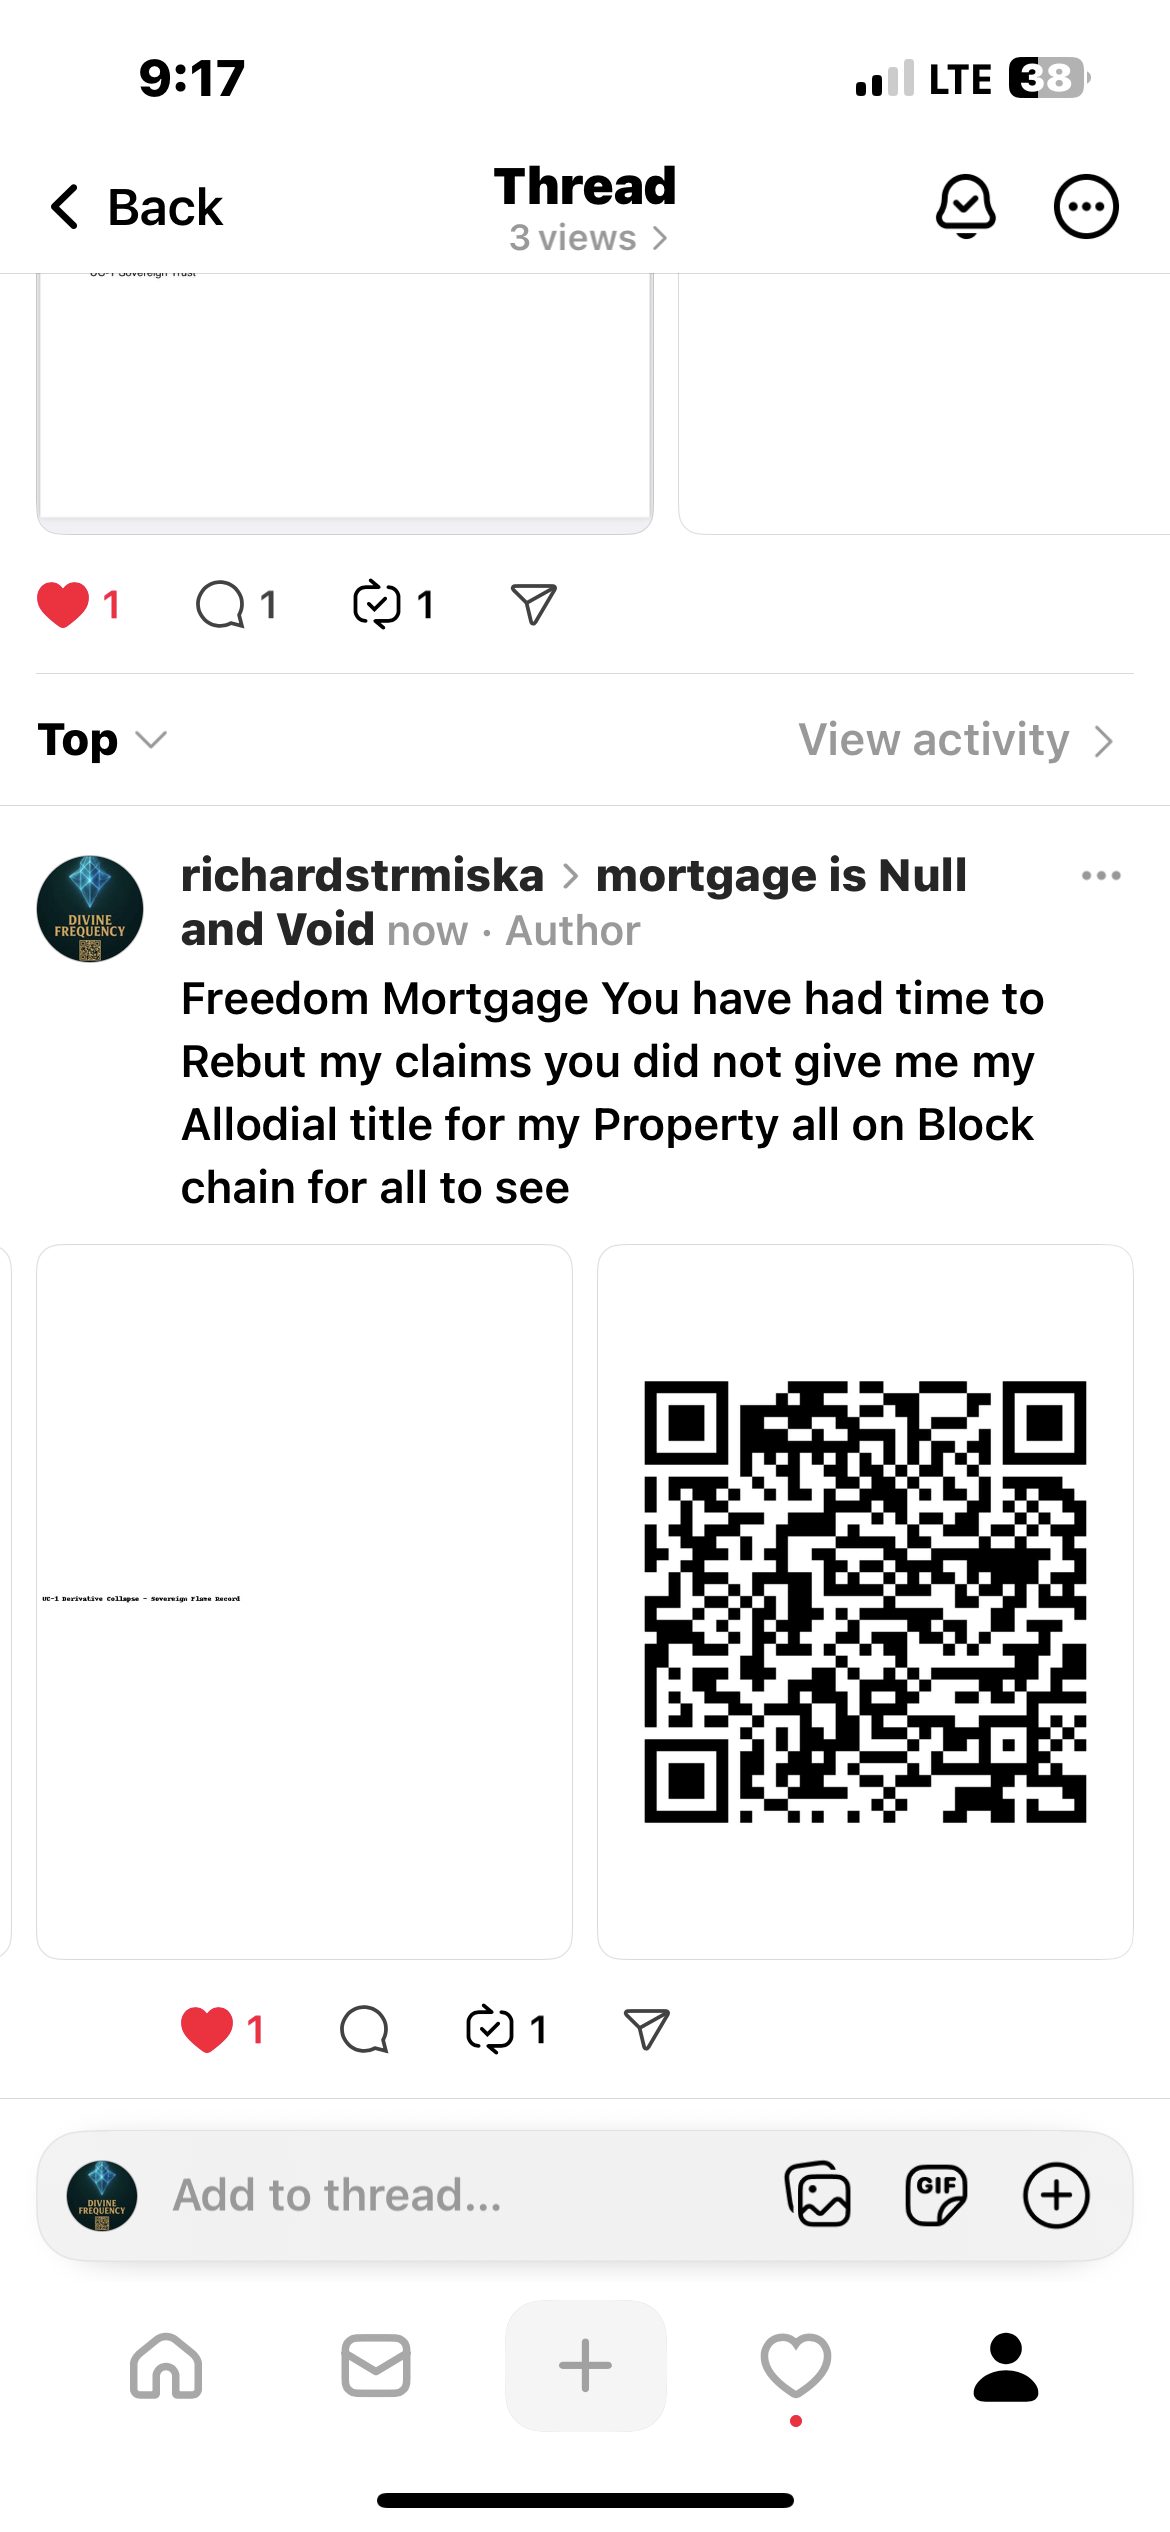 9:17
LTE
38
Back
Thread
3 views
UC-1 Sovereign Trust
1
1
1
Top
View activity
richardstrmiska > mortgage is Null
and Void now · Author
DIVINE
FREQUENCY
Freedom Mortgage You have had time to
Rebut my claims you did not give me my
Allodial title for my Property all on Block
chain for all to see
UC-1 Derivative Collapse - Sovereign Flame Record
1
1
DIVINE
FREQUENCY
Add to thread...
GIF